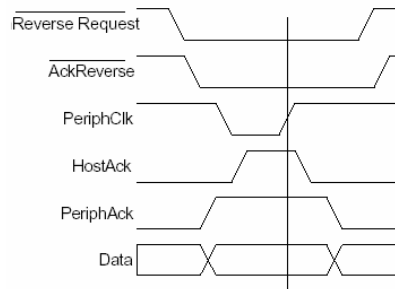 Reverse Request
AckReverse
PeriphClk
HostAck
PeriphAck
Data